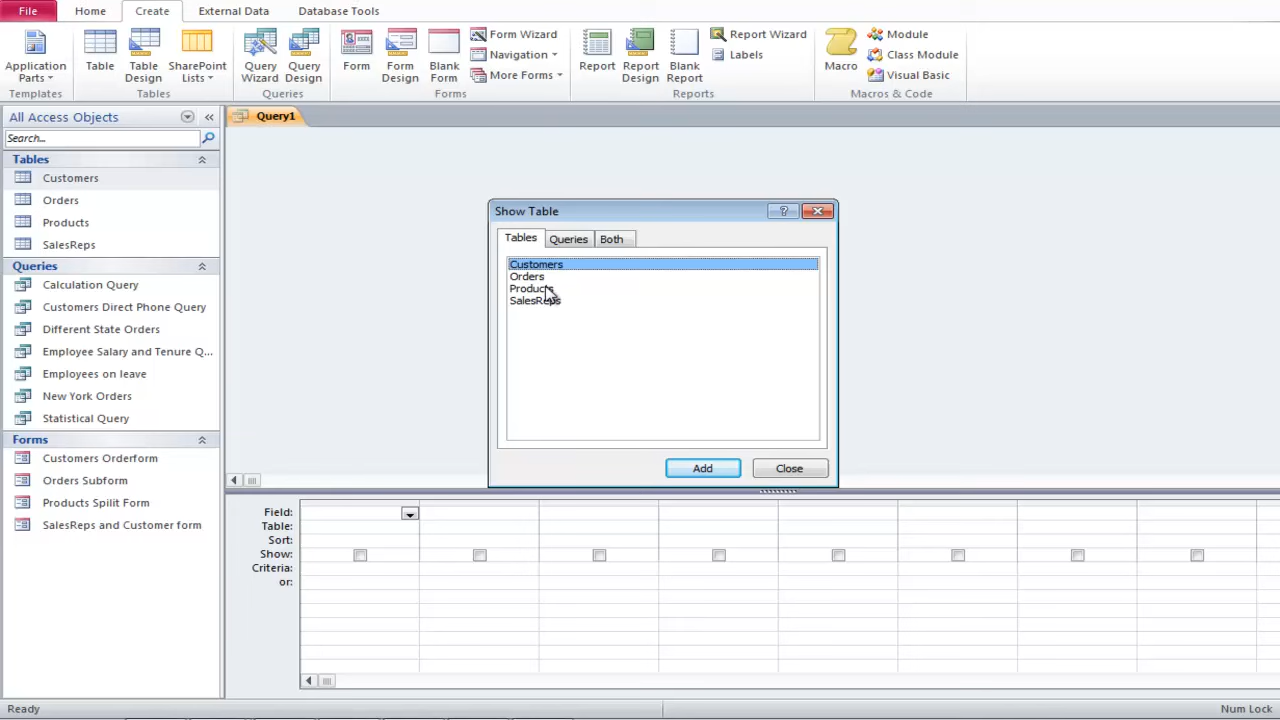 File Home Create External Data Database Tools
Application Parts
Templates
Table
Table Design
SharePoint Lists
Tables
Query Wizard
Query Design
Queries
Form
Form Design
Blank Form
Form Wizard
Navigation
More Forms
Forms
Report
Report Design
Blank Report
Report Wizard
Labels
Reports
Macro
Module
Class Module
Visual Basic
Macros & Code
All Access Objects
Search...
Tables
Customers
Orders
Products
SalesReps
Queries
Calculation Query
Customers Direct Phone Query
Different State Orders
Employee Salary and Tenure Q...
Employees on leave
New York Orders
Statistical Query
Forms
Customers Orderform
Orders Subform
Products Spilit Form
SalesReps and Customer form
Query1
Show Table
Tables Queries Both
Customers
Orders
Products
SalesReps
Add Close
Field:
Table:
Sort:
Show:
Criteria:
or:
Ready
Num Lock